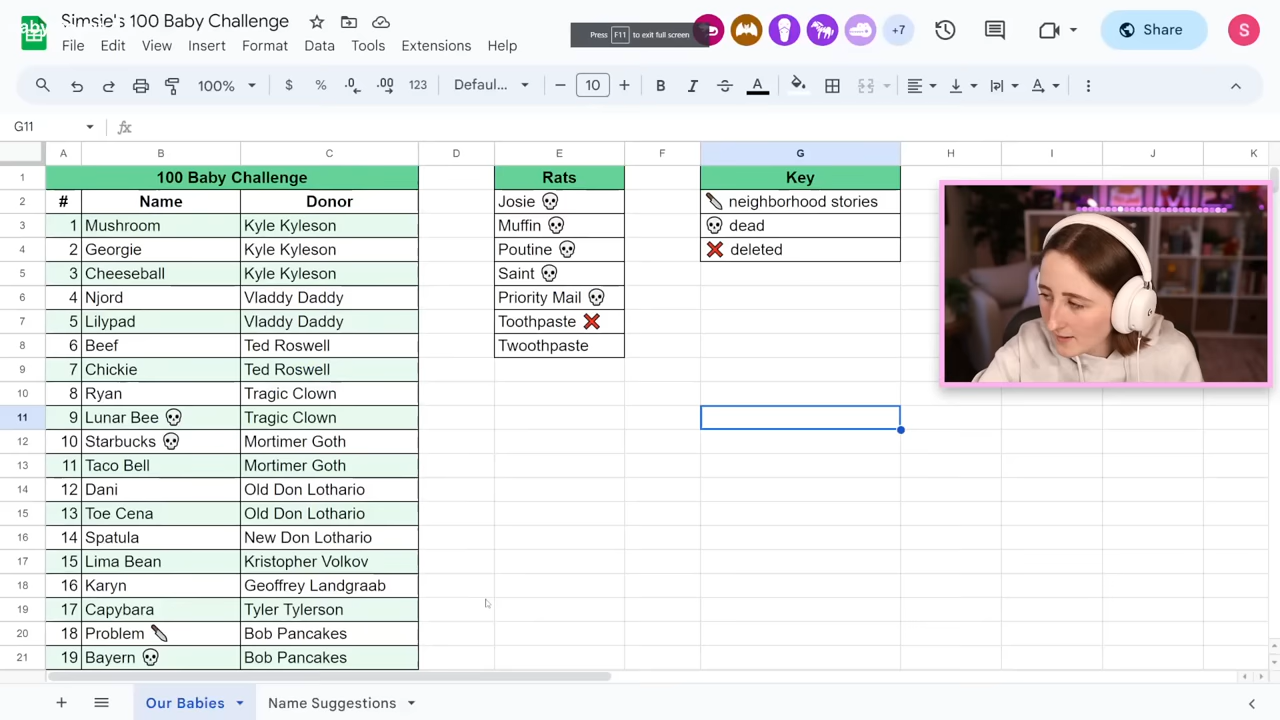 Simsie's 100 Baby Challenge
File Edit View Insert Format Data Tools Extensions Help
Press F11 to exit full screen
+7
Share
S
100%
$ % .0 .00 123
Defaul...
10
B I S A
G11
fx
A B C D E F G H I J K
1 100 Baby Challenge Rats Key
2 # Name Donor Josie 💀 🔪 neighborhood stories
3 1 Mushroom Kyle Kyleson Muffin 💀 💀 dead
4 2 Georgie Kyle Kyleson Poutine 💀 ❌ deleted
5 3 Cheeseball Kyle Kyleson Saint 💀
6 4 Njord Vladdy Daddy Priority Mail 💀
7 5 Lilypad Vladdy Daddy Toothpaste ❌
8 6 Beef Ted Roswell Twoothpaste
9 7 Chickie Ted Roswell
10 8 Ryan Tragic Clown
11 9 Lunar Bee 💀 Tragic Clown
12 10 Starbucks 💀 Mortimer Goth
13 11 Taco Bell Mortimer Goth
14 12 Dani Old Don Lothario
15 13 Toe Cena Old Don Lothario
16 14 Spatula New Don Lothario
17 15 Lima Bean Kristopher Volkov
18 16 Karyn Geoffrey Landgraab
19 17 Capybara Tyler Tylerson
20 18 Problem 🔪 Bob Pancakes
21 19 Bayern 💀 Bob Pancakes
Our Babies Name Suggestions